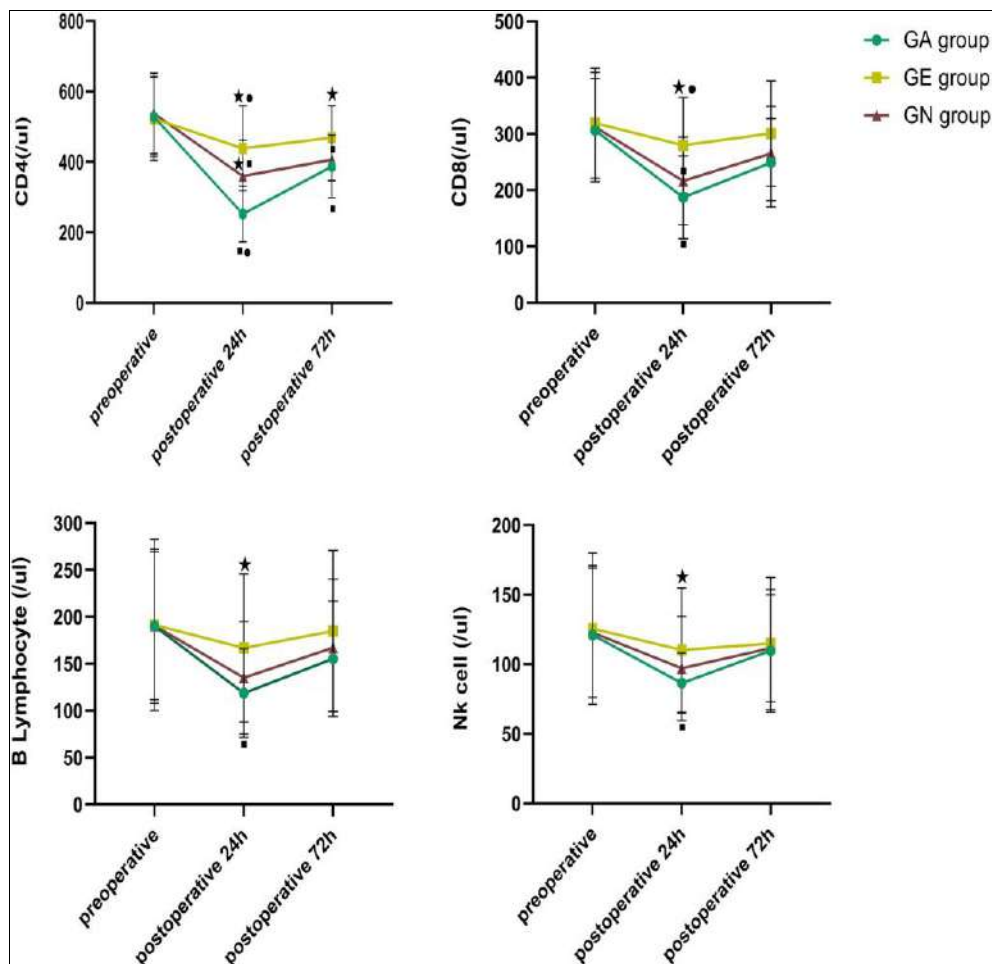 800
600
400
200
0
CD4(/ul)
preoperative
postoperative 24h
postoperative 72h
500
400
300
200
100
0
CD8(/ul)
preoperative
postoperative 24h
postoperative 72h
GA group
GE group
GN group
300
250
200
150
100
50
0
B Lymphocyte (/ul)
preoperative
postoperative 24h
postoperative 72h
200
150
100
50
0
Nk cell (/ul)
preoperative
postoperative 24h
postoperative 72h